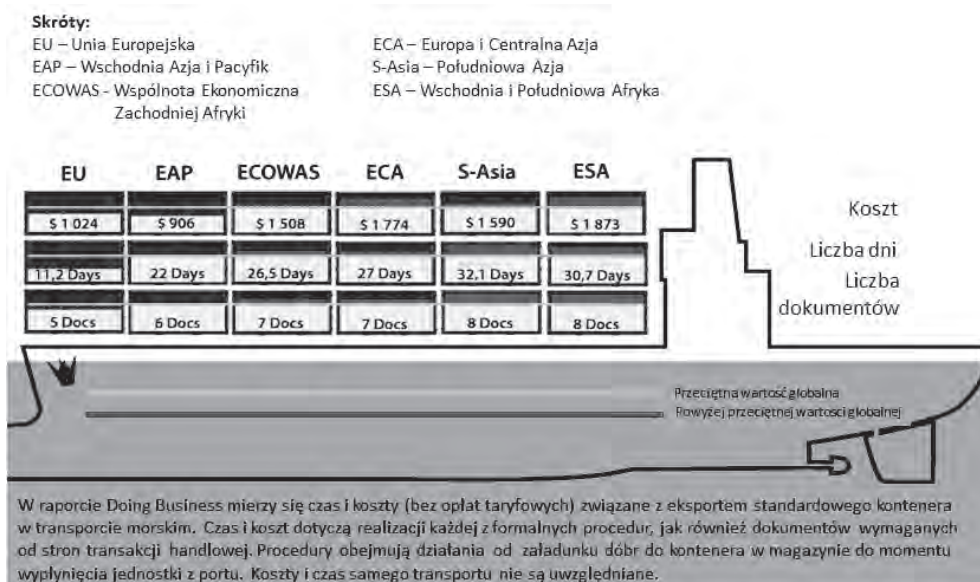 Skróty:
EU – Unia Europejska
EAP – Wschodnia Azja i Pacyfik
ECOWAS - Wspólnota Ekonomiczna
Zachodniej Afryki
ECA – Europa i Centralna Azja
S-Asia – Południowa Azja
ESA – Wschodnia i Południowa Afryka
EU EAP ECOWAS ECA S-Asia ESA
$ 1 024 $ 906 $ 1 508 $ 1 774 $ 1 590 $ 1 873
Koszt
11,2 Days 22 Days 26,5 Days 27 Days 32,1 Days 30,7 Days
Liczba dni
5 Docs 6 Docs 7 Docs 7 Docs 8 Docs 8 Docs
Liczba
dokumentów
Przeciętna wartość globalna
Powyżej przeciętnej wartości globalnej
W raporcie Doing Business mierzy się czas i koszty (bez opłat taryfowych) związane z eksportem standardowego kontenera
w transporcie morskim. Czas i koszt dotyczą realizacji każdej z formalnych procedur, jak również dokumentów wymaganych
od stron transakcji handlowej. Procedury obejmują działania od załadunku dóbr do kontenera w magazynie do momentu
wypłynięcia jednostki z portu. Koszty i czas samego transportu nie są uwzględniane.